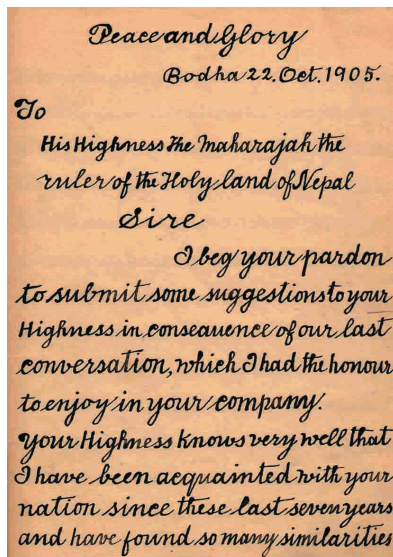 Peace and Glory
Bodha 22. Oct. 1905.
To
His Highness The Maharajah the
ruler of the Holy land of Nepal
Sire
I beg your pardon
to submit some suggestions to your
Highness in consequence of our last
conversation, which I had the honour
to enjoy in your company.
Your Highness knows very well that
I have been acquainted with your
nation since these last seven years
and have found so many similarities